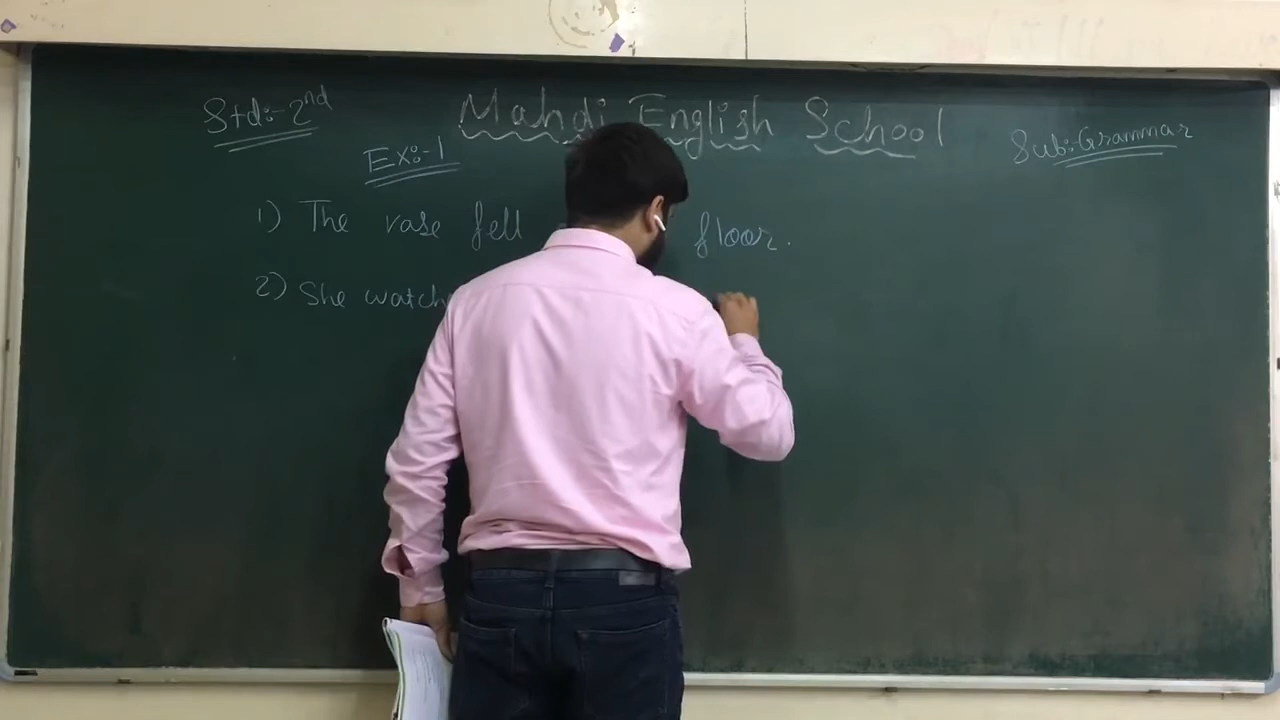 Std:-2nd Mahdi English School Sub:-Grammar
Ex:-1
1) The vase fell floor.
2) She watch